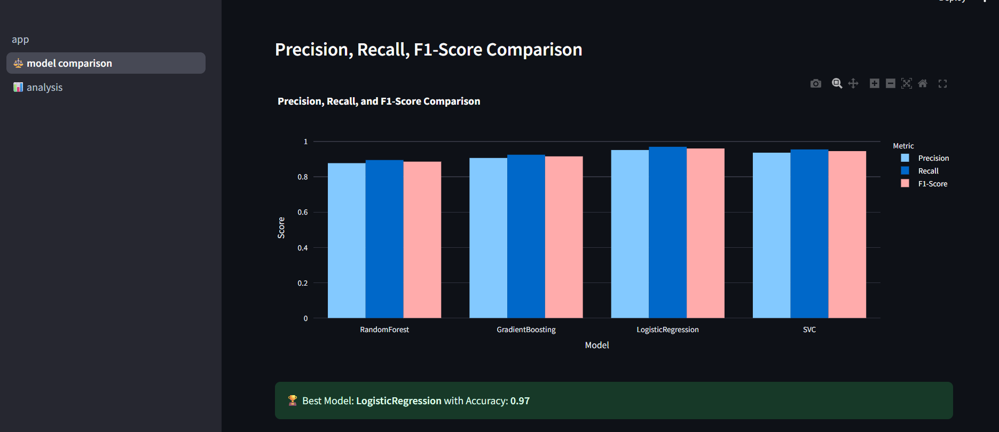 Deploy
app
model comparison
analysis
Precision, Recall, F1-Score Comparison
Precision, Recall, and F1-Score Comparison
1
0.8
0.6
0.4
0.2
0
Score
RandomForest
GradientBoosting
LogisticRegression
SVC
Model
Metric
Precision
Recall
F1-Score
Best Model: LogisticRegression with Accuracy: 0.97